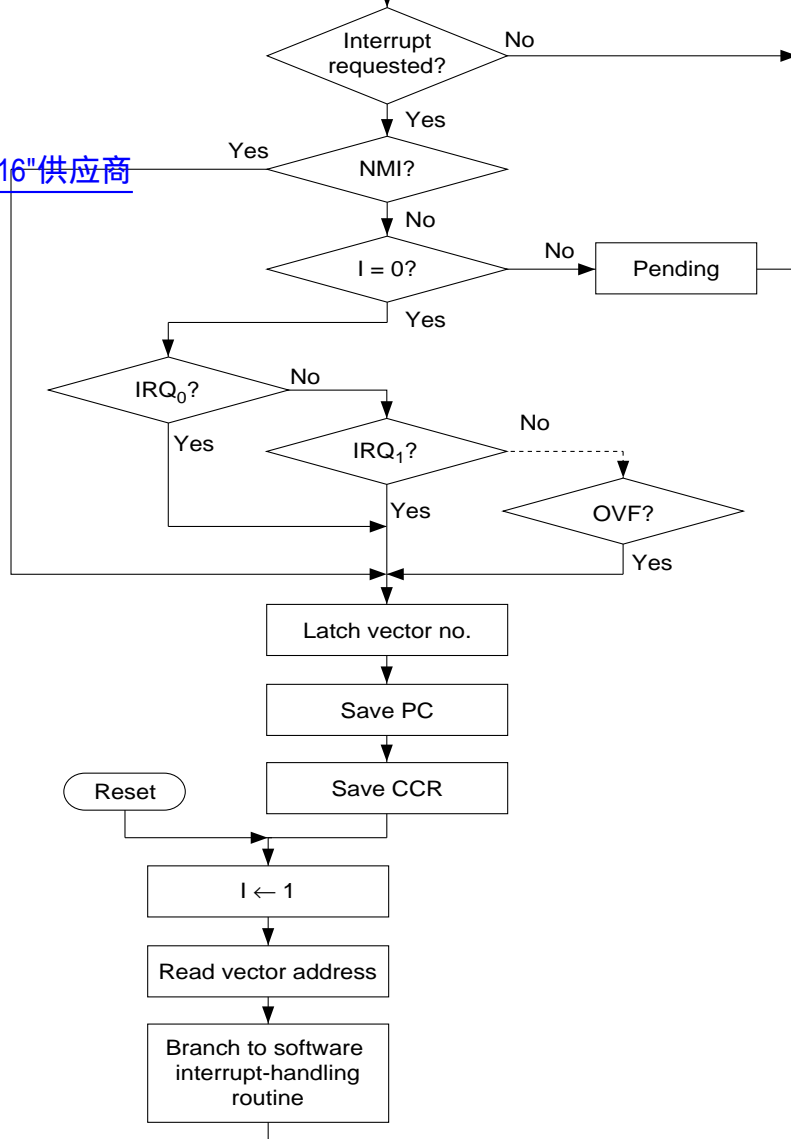 Interrupt
requested?
No
Yes
16"供应商
Yes
NMI?
No
I = 0?
No
Pending
Yes
IRQ0?
No
Yes
IRQ1?
No
Yes
OVF?
Yes
Latch vector no.
Save PC
Save CCR
Reset
I ← 1
Read vector address
Branch to software
interrupt-handling
routine